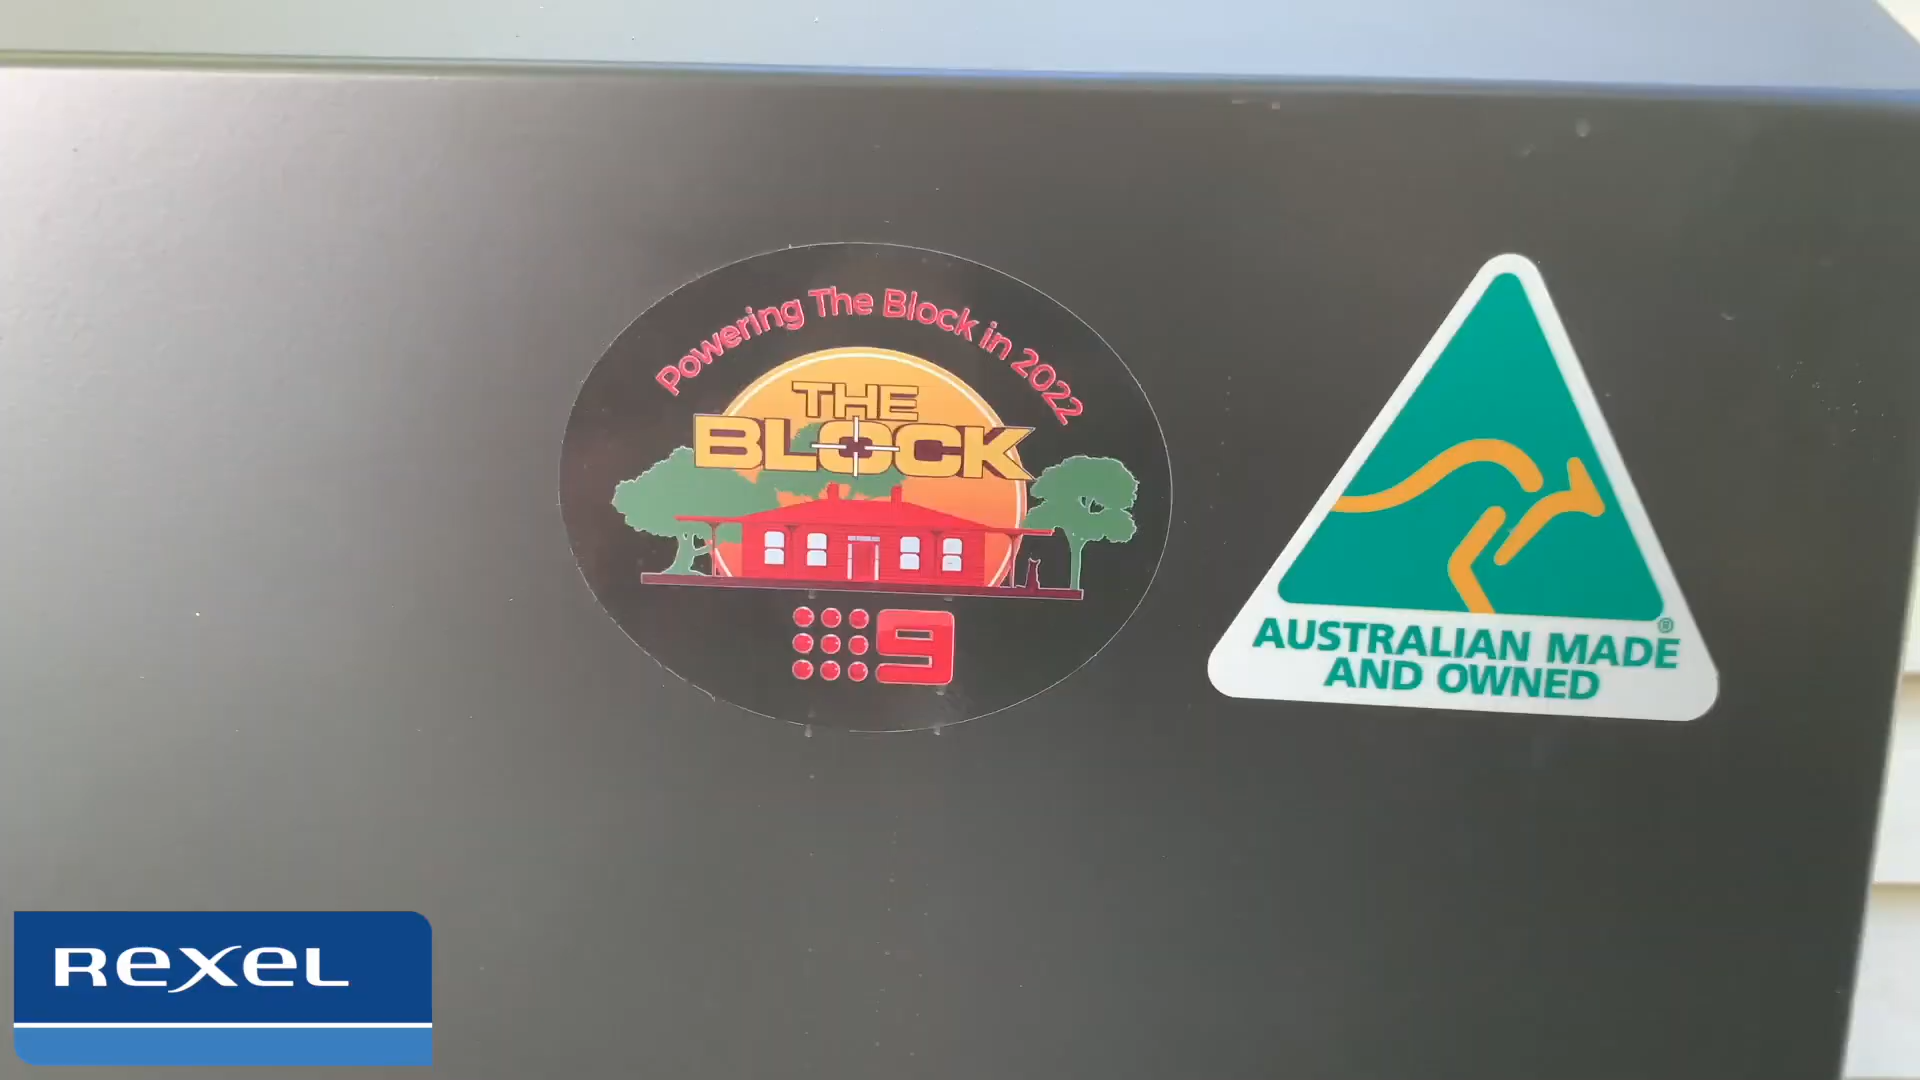 Powering The Block in 2022
THE
BLOCK
9
AUSTRALIAN MADE
AND OWNED
®
REXEL